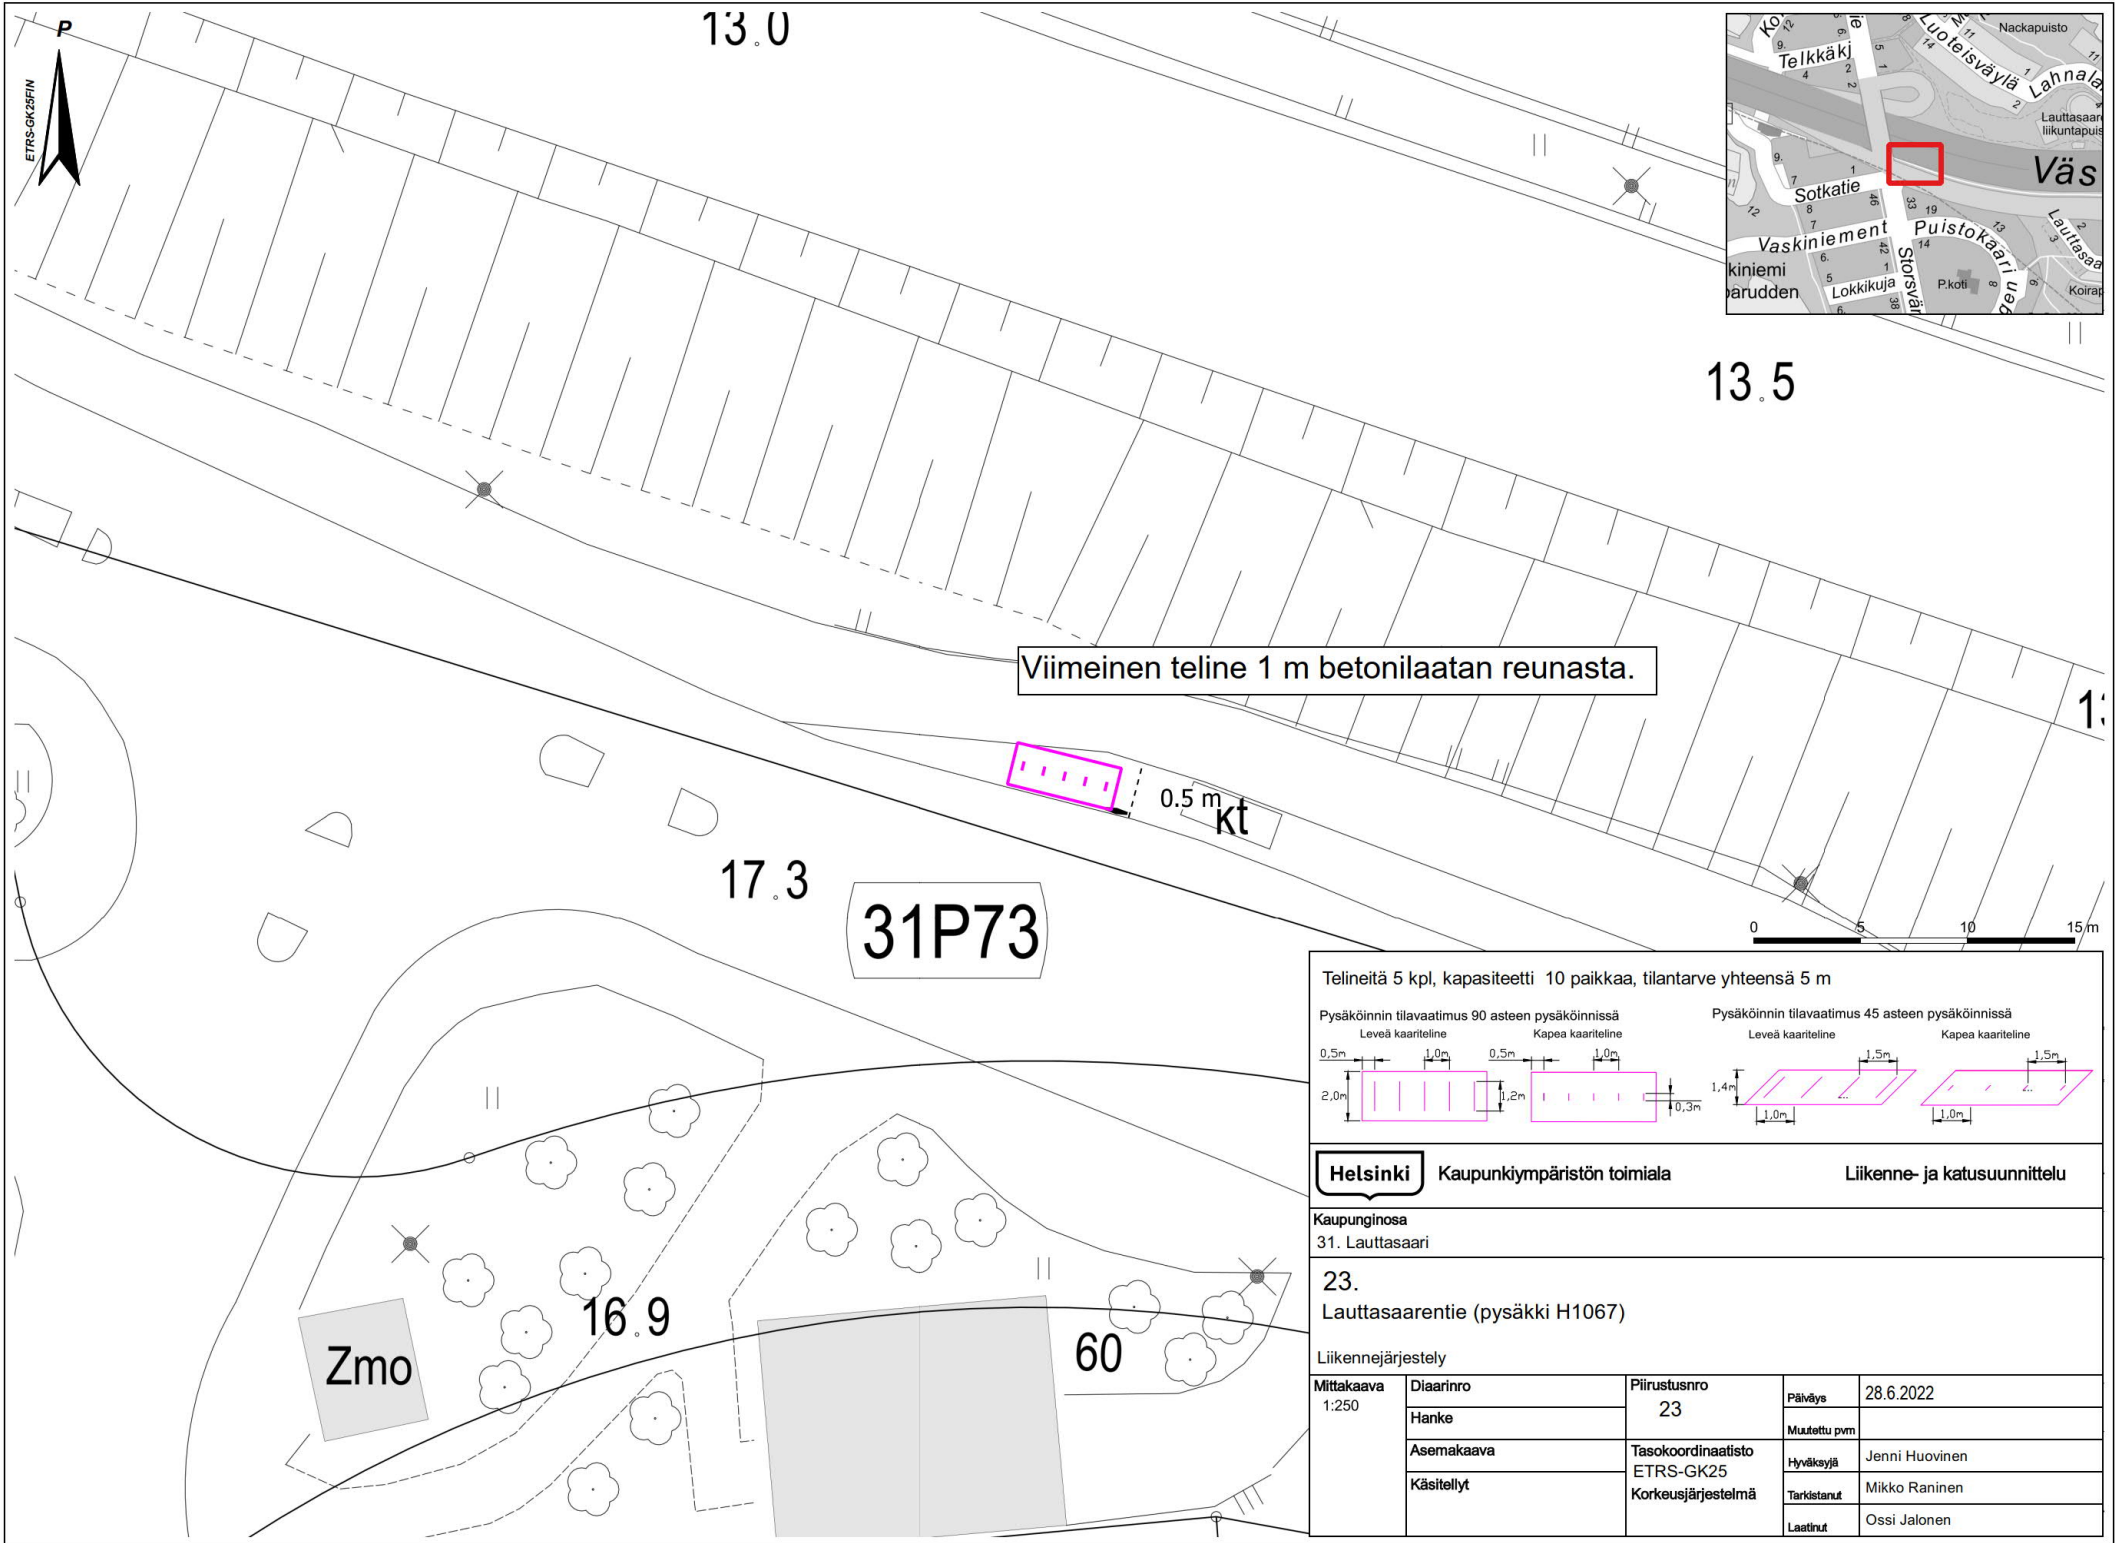 P
ETRS-GK25FIN
13.0
13.5
Nackapuisto
Luoteisväylä
Telkkäkj
Lahnala
Lauttasaar
liikuntapuis
Väs
Sotkatie
Vaskiniement
Puistokaari
Lauttasaa
Storsvär
kiniemi
Lokkikuja
P.koti
gen
Koirap
Viimeinen teline 1 m betonilaatan reunasta.
0.5 m
kt
17.3
31P73
16.9
Zmo
60
0 5 10 15 m
Telineitä 5 kpl, kapasiteetti 10 paikkaa, tilantarve yhteensä 5 m
Pysäköinnin tilavaatimus 90 asteen pysäköinnissä
Leveä kaariteline Kapea kaariteline
0,5m 1,0m 0,5m 1,0m
2,0m 1,2m 0,3m
Pysäköinnin tilavaatimus 45 asteen pysäköinnissä
Leveä kaariteline Kapea kaariteline
1,5m 1,5m
1,4m
1,0m 1,0m
Helsinki Kaupunkiympäristön toimiala Liikenne- ja katusuunnittelu
Kaupunginosa
31. Lauttasaari
23.
Lauttasaarentie (pysäkki H1067)
Liikennejärjestely
Mittakaava
1:250
Diaarinro
Hanke
Asemakaava
Käsitellyt
Piirustusnro
23
Tasokoordinaatisto
ETRS-GK25
Korkeusjärjestelmä
Päiväys 28.6.2022
Muutettu pvm
Hyväksyjä Jenni Huovinen
Tarkistanut Mikko Raninen
Laatinut Ossi Jalonen